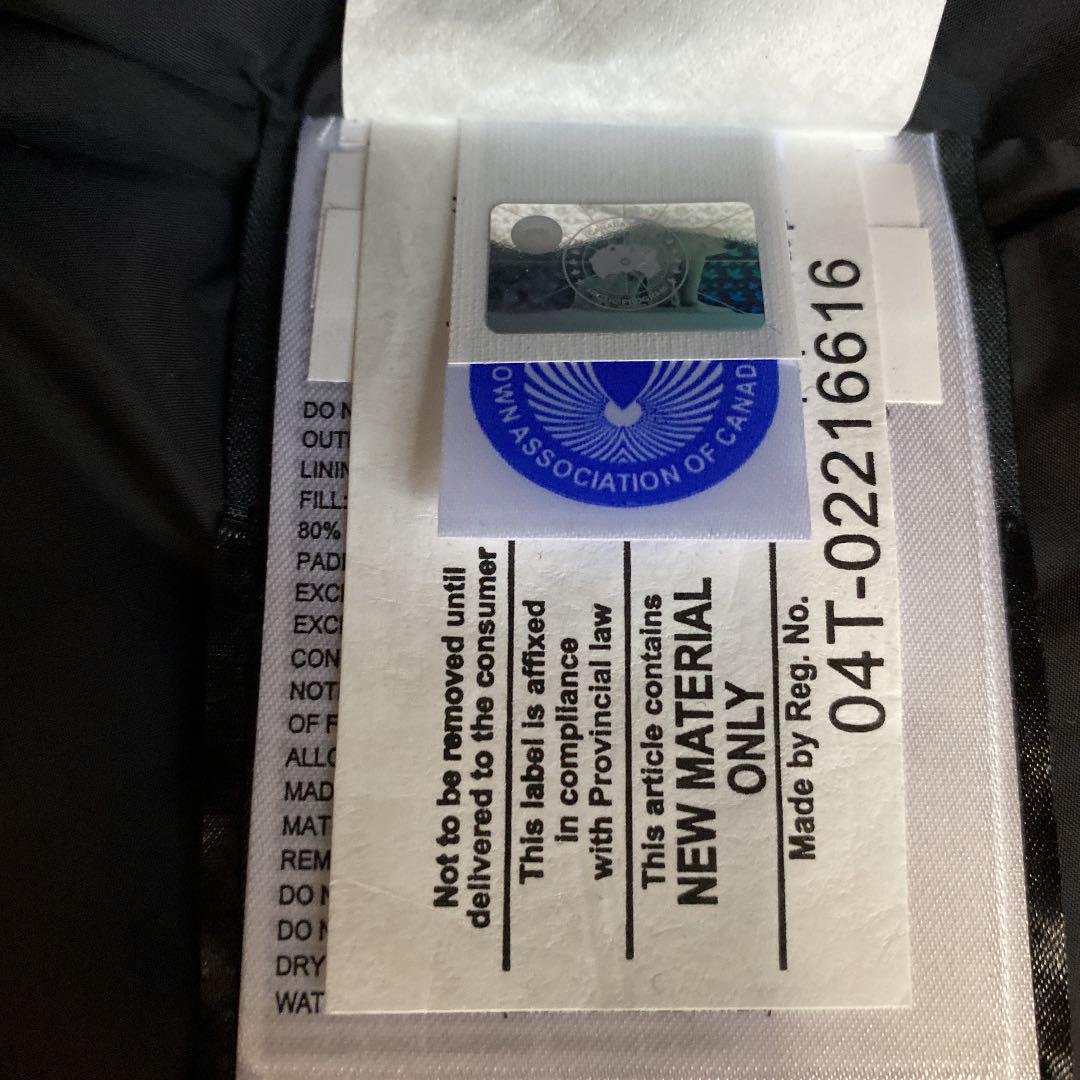 OWN ASSOCIATION OF CANAD
DO N
OUT
LININ
FILL:
80%
PADI
EXCI
EXCI
CON
NOT
OF F
ALLO
MAD
MAT
REM
DO N
DO N
DRY
WAT
Not to be removed until
delivered to the consumer
This label is affixed
in compliance
with Provincial law
This article contains
NEW MATERIAL
ONLY
Made by Reg. No.
04T-02216616